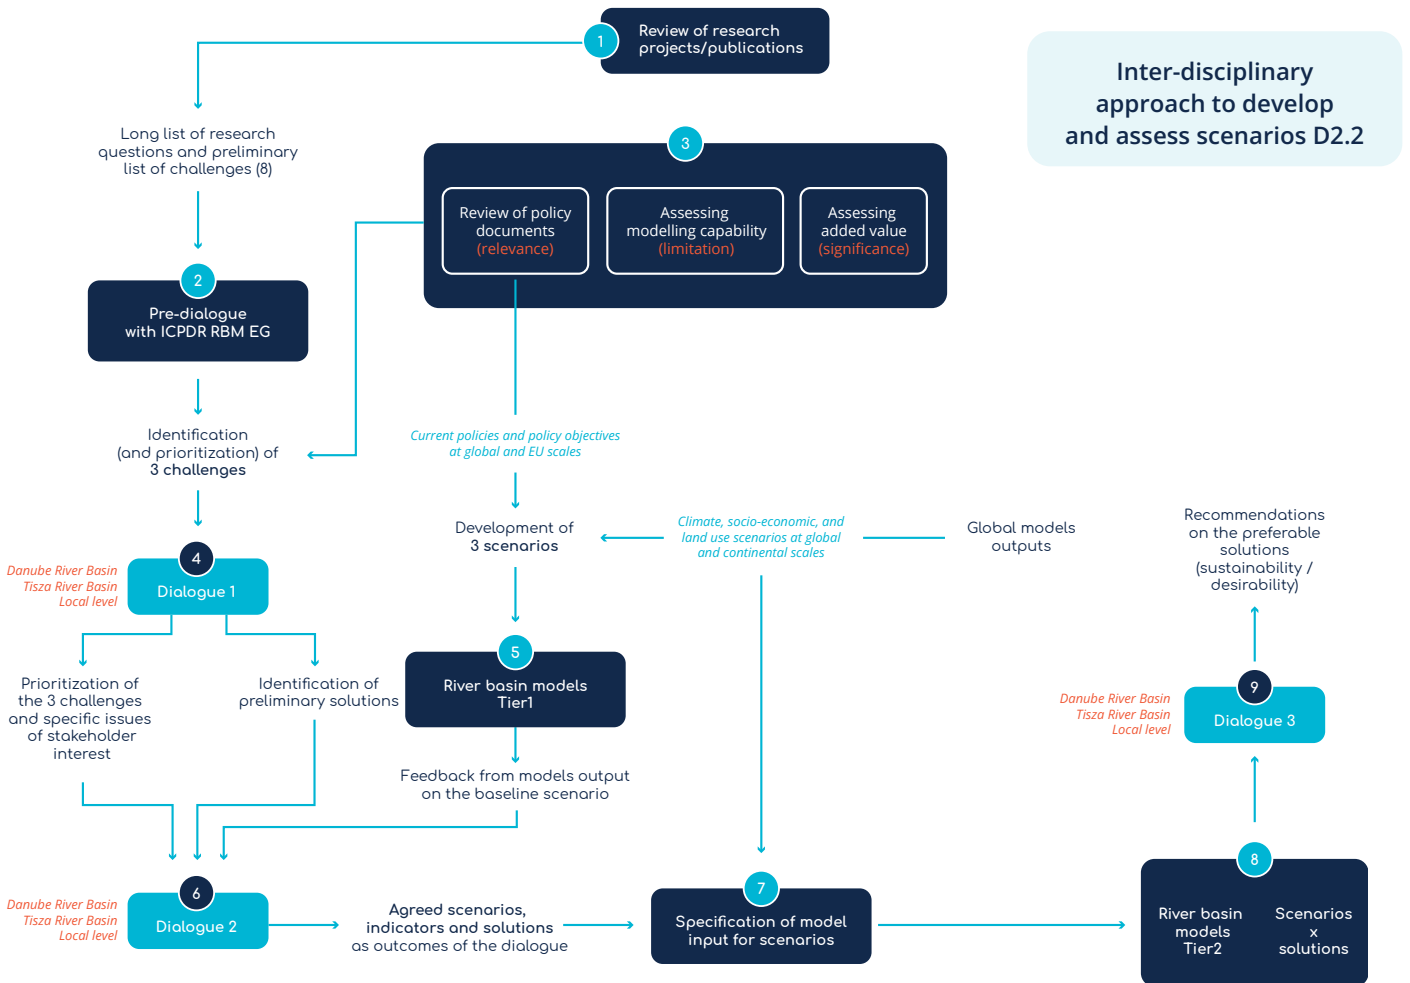 1
Review of research
projects/publications
Inter-disciplinary
approach to develop
and assess scenarios D2.2
Long list of research
questions and preliminary
list of challenges (8)
3
Review of policy
documents
(relevance)
Assessing
modelling capability
(limitation)
Assessing
added value
(significance)
2
Pre-dialogue
with ICPDR RBM EG
Identification
(and prioritization) of
3 challenges
Current policies and policy objectives
at global and EU scales
Development of
3 scenarios
Climate, socio-economic, and
land use scenarios at global
and continental scales
Global models
outputs
Recommendations
on the preferable
solutions
(sustainability /
desirability)
4
Danube River Basin
Tisza River Basin
Local level
Dialogue 1
Prioritization of
the 3 challenges
and specific issues
of stakeholder
interest
Identification of
preliminary solutions
5
River basin models
Tier1
Feedback from models output
on the baseline scenario
9
Danube River Basin
Tisza River Basin
Local level
Dialogue 3
6
Danube River Basin
Tisza River Basin
Local level
Dialogue 2
Agreed scenarios,
indicators and solutions
as outcomes of the dialogue
7
Specification of model
input for scenarios
8
River basin
models
Tier2
Scenarios
x
solutions